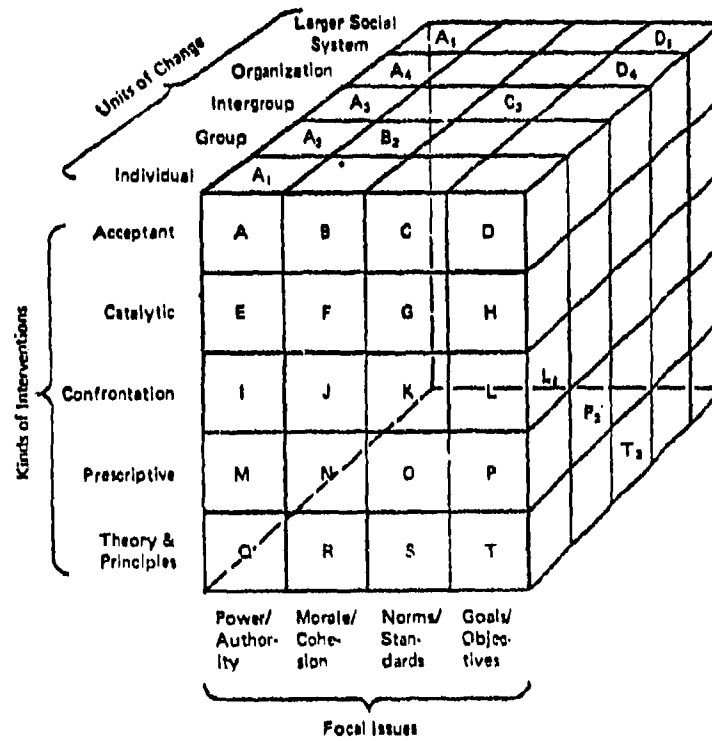 Units of Change
Larger Social
System
Organization
Intergroup
Group
Individual
A₁ D₁
A₄ D₄
A₃ C₃
A₂ B₂
A₁
Kinds of Interventions
Acceptant A B C D
Catalytic E F G H
Confrontation I J K L
Prescriptive M N O P
Theory &
Principles
Q R S T
L₁
P₂
T₃
Power/
Author-
ity
Morale/
Cohe-
sion
Norms/
Stan-
dards
Goals/
Objec-
tives
Focal Issues